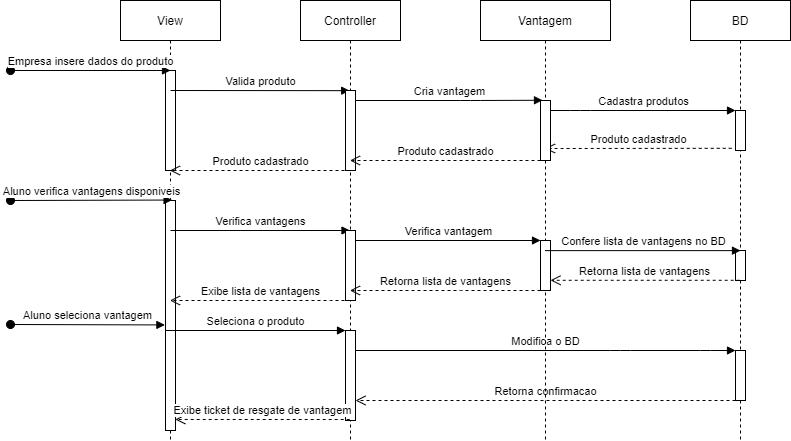 View
Controller
Vantagem
BD
Empresa insere dados do produto
Valida produto
Cria vantagem
Cadastra produtos
Produto cadastrado
Produto cadastrado
Produto cadastrado
Aluno verifica vantagens disponiveis
Verifica vantagens
Verifica vantagem
Confere lista de vantagens no BD
Retorna lista de vantagens
Retorna lista de vantagens
Exibe lista de vantagens
Aluno seleciona vantagem
Seleciona o produto
Modifica o BD
Retorna confirmacao
Exibe ticket de resgate de vantagem